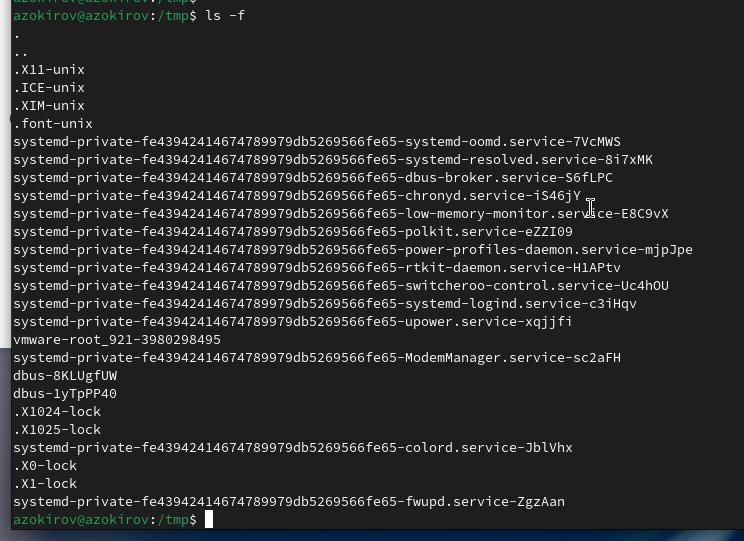 azokirov@azokirov:/tmp$ ls -f
.
..
.X11-unix
.ICE-unix
.XIM-unix
.font-unix
systemd-private-fe43942414674789979db5269566fe65-systemd-oomd.service-7VcMWS
systemd-private-fe43942414674789979db5269566fe65-systemd-resolved.service-8i7xMK
systemd-private-fe43942414674789979db5269566fe65-dbus-broker.service-S6fLPC
systemd-private-fe43942414674789979db5269566fe65-chronyd.service-iS46jY
systemd-private-fe43942414674789979db5269566fe65-low-memory-monitor.service-E8C9vX
systemd-private-fe43942414674789979db5269566fe65-polkit.service-eZZI09
systemd-private-fe43942414674789979db5269566fe65-power-profiles-daemon.service-mjpJpe
systemd-private-fe43942414674789979db5269566fe65-rtkit-daemon.service-H1APtv
systemd-private-fe43942414674789979db5269566fe65-switcheroo-control.service-Uc4hOU
systemd-private-fe43942414674789979db5269566fe65-systemd-logind.service-c3iHqv
systemd-private-fe43942414674789979db5269566fe65-upower.service-xqjjfi
vmware-root_921-3980298495
systemd-private-fe43942414674789979db5269566fe65-ModemManager.service-sc2aFH
dbus-8KLUgfUW
dbus-1yTpPP40
.X1024-lock
.X1025-lock
systemd-private-fe43942414674789979db5269566fe65-colord.service-JblVhx
.X0-lock
.X1-lock
systemd-private-fe43942414674789979db5269566fe65-fwupd.service-ZgzAan
azokirov@azokirov:/tmp$